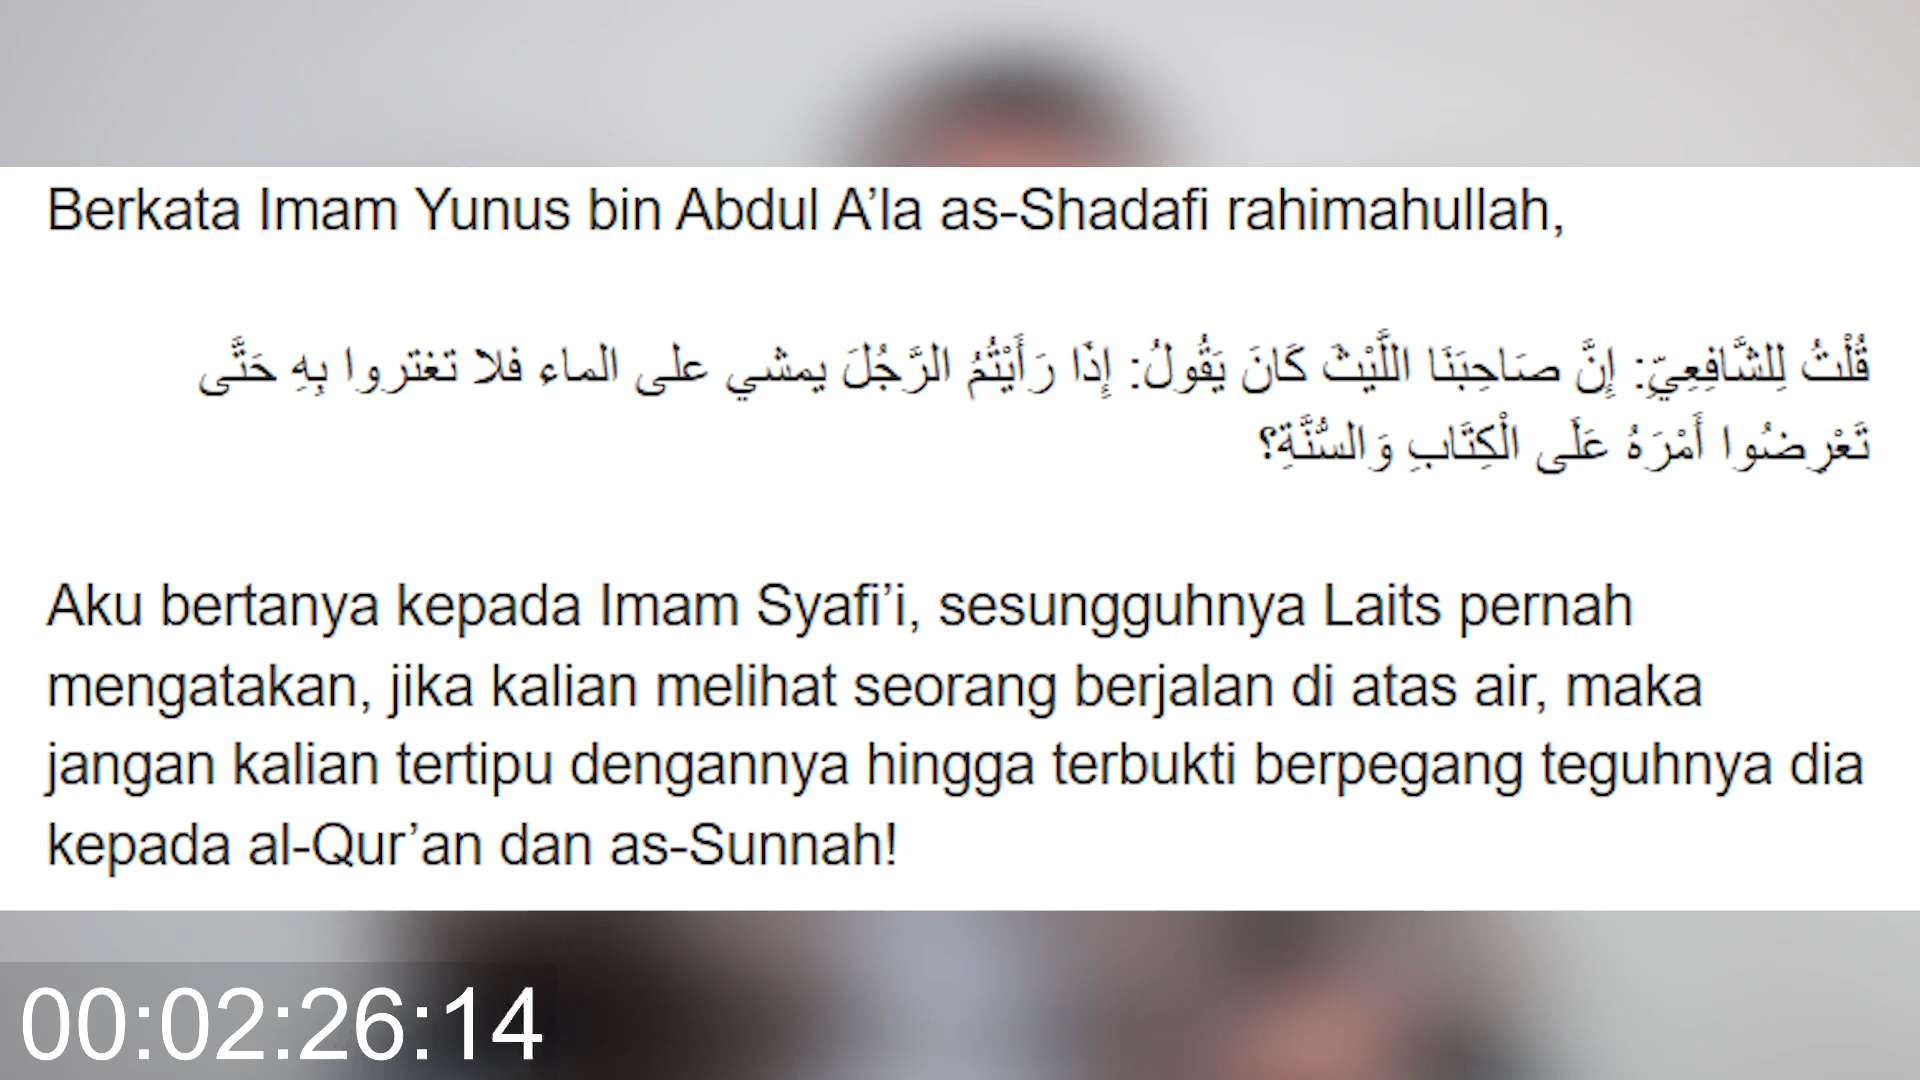 Berkata Imam Yunus bin Abdul A’la as-Shadafi rahimahullah,
قُلْتُ لِلشَّافِعِيِّ: إِنَّ صَاحِبَنَا اللَّيْثَ كَانَ يَقُولُ: إِذَا رَأَيْتُمُ الرَّجُلَ يمشي على الماء فلا تغتروا بِهِ حَتَّى
تَعْرِضُوا أَمْرَهُ عَلَى الْكِتَابِ وَالسُّنَّةِ؟
Aku bertanya kepada Imam Syafi’i, sesungguhnya Laits pernah
mengatakan, jika kalian melihat seorang berjalan di atas air, maka
jangan kalian tertipu dengannya hingga terbukti berpegang teguhnya dia
kepada al-Qur’an dan as-Sunnah!
00:02:26:14